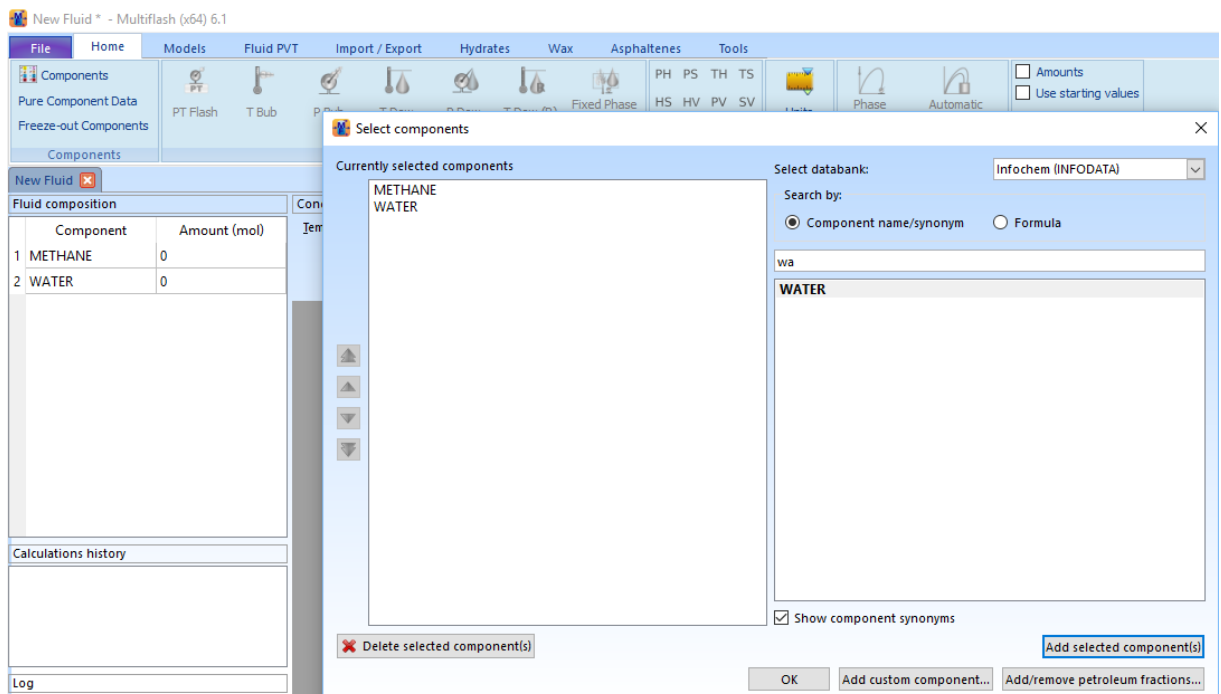 New Fluid * - Multiflash (x64) 6.1
File Home Models Fluid PVT Import / Export Hydrates Wax Asphaltenes Tools
Components
Pure Component Data
Freeze-out Components
Components
PT
PT Flash T Bub
Fixed Phase
PH PS TH TS
HS HV PV SV
Phase Automatic
Amounts
Use starting values
New Fluid
Fluid composition
Component Amount (mol)
1 METHANE 0
2 WATER 0
Calculations history
Log
Select components
Currently selected components
METHANE
WATER
Delete selected component(s)
Select databank: Infochem (INFODATA)
Search by:
Component name/synonym Formula
wa
WATER
Show component synonyms
Add selected component(s)
OK Add custom component... Add/remove petroleum fractions...